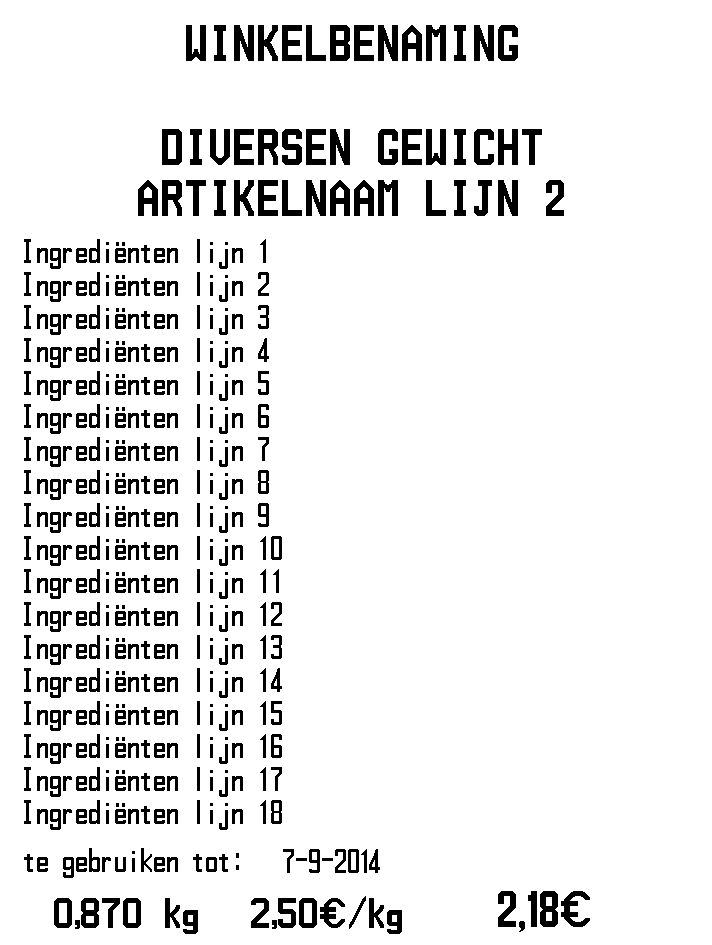 WINKELBENAMING
DIVERSEN GEWICHT
ARTIKELNAAM LIJN 2
Ingrediënten lijn 1
Ingrediënten lijn 2
Ingrediënten lijn 3
Ingrediënten lijn 4
Ingrediënten lijn 5
Ingrediënten lijn 6
Ingrediënten lijn 7
Ingrediënten lijn 8
Ingrediënten lijn 9
Ingrediënten lijn 10
Ingrediënten lijn 11
Ingrediënten lijn 12
Ingrediënten lijn 13
Ingrediënten lijn 14
Ingrediënten lijn 15
Ingrediënten lijn 16
Ingrediënten lijn 17
Ingrediënten lijn 18
te gebruiken tot: 7-9-2014
0,870 kg 2,50€/kg 2,18€